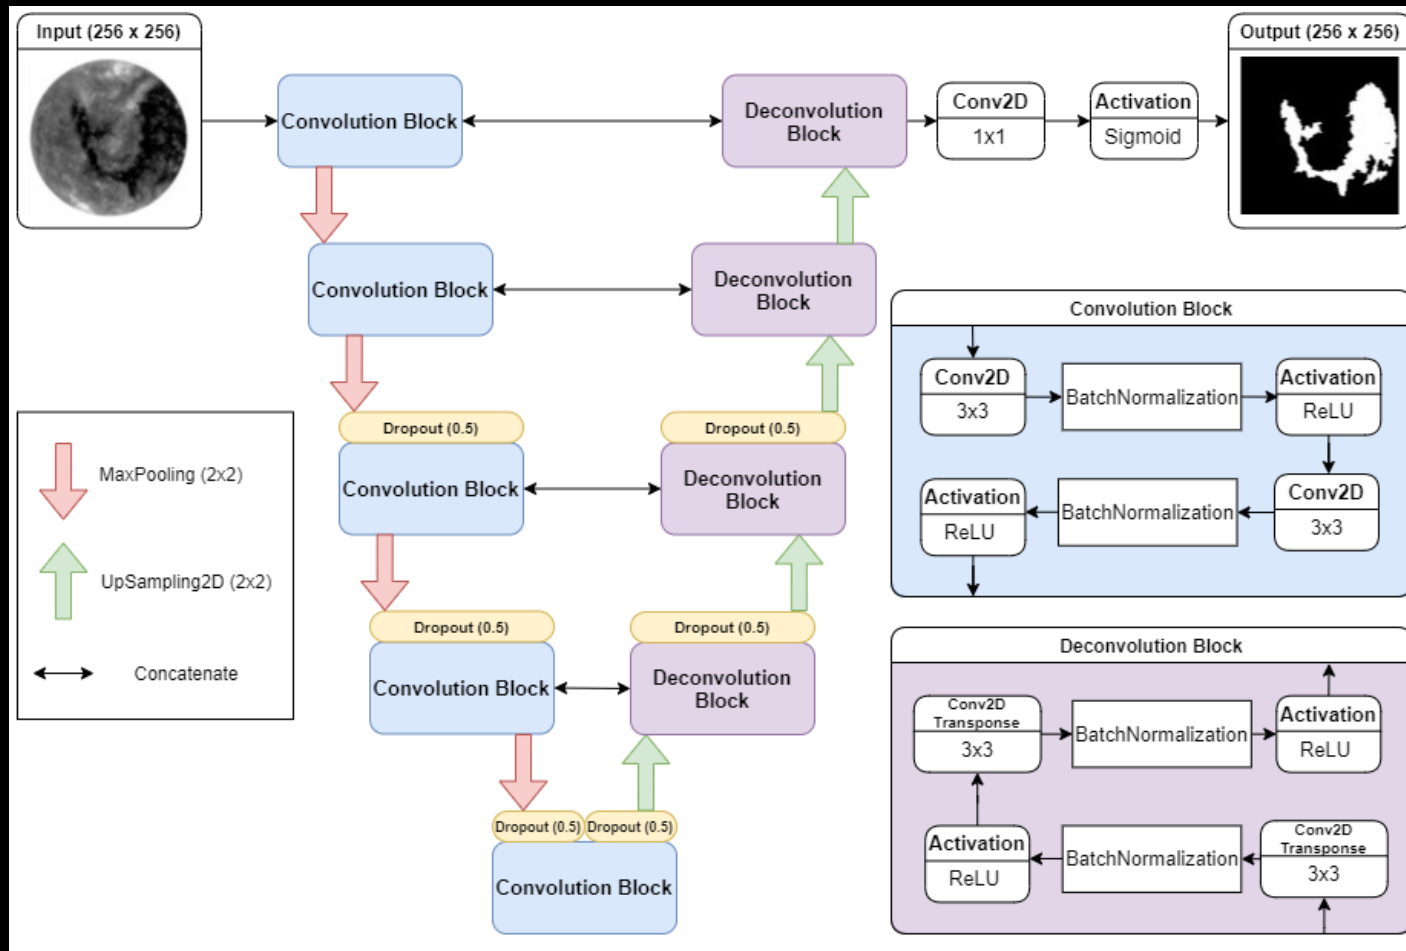 Input (256 x 256)
Output (256 x 256)
Convolution Block
Deconvolution
Block
Conv2D
1x1
Activation
Sigmoid
Convolution Block
Deconvolution
Block
Dropout (0.5)
Convolution Block
Dropout (0.5)
Deconvolution
Block
Dropout (0.5)
Convolution Block
Dropout (0.5)
Deconvolution
Block
Dropout (0.5)
Dropout (0.5)
Convolution Block
MaxPooling (2x2)
UpSampling2D (2x2)
Concatenate
Convolution Block
Conv2D
3x3
BatchNormalization
Activation
ReLU
Activation
ReLU
BatchNormalization
Conv2D
3x3
Deconvolution Block
Conv2D
Transponse
3x3
BatchNormalization
Activation
ReLU
Activation
ReLU
BatchNormalization
Conv2D
Transponse
3x3